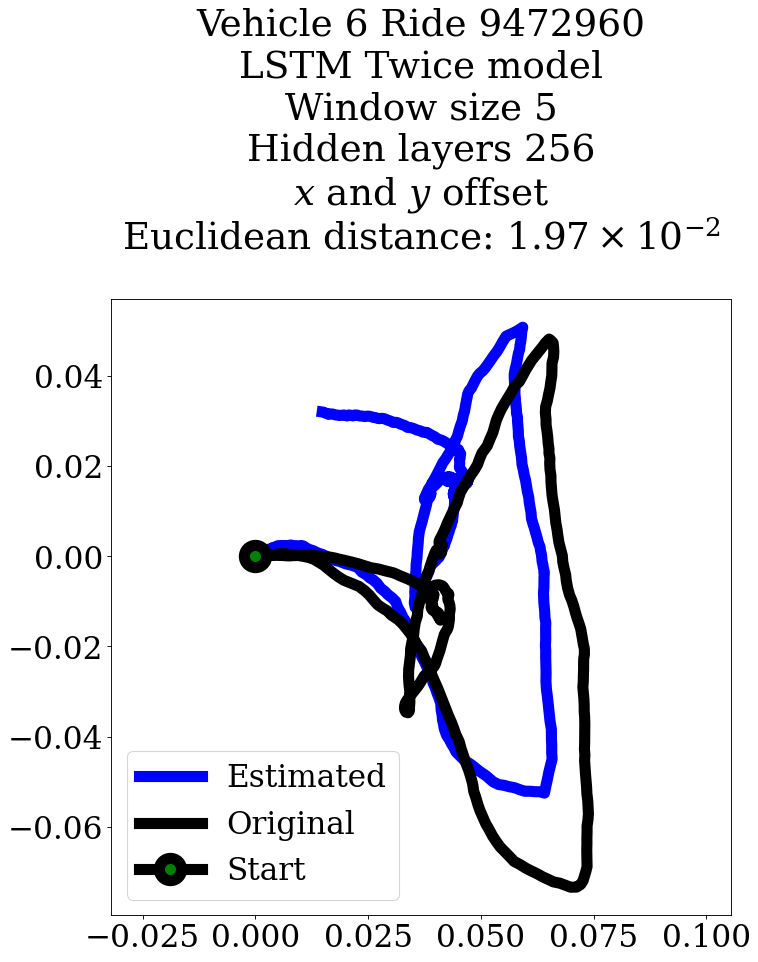 Vehicle 6 Ride 9472960
LSTM Twice model
Window size 5
Hidden layers 256
x and y offset
Euclidean distance: 1.97 × 10⁻²
0.04
0.02
0.00
−0.02
−0.04
−0.06
Estimated
Original
Start
−0.025 0.000 0.025 0.050 0.075 0.100